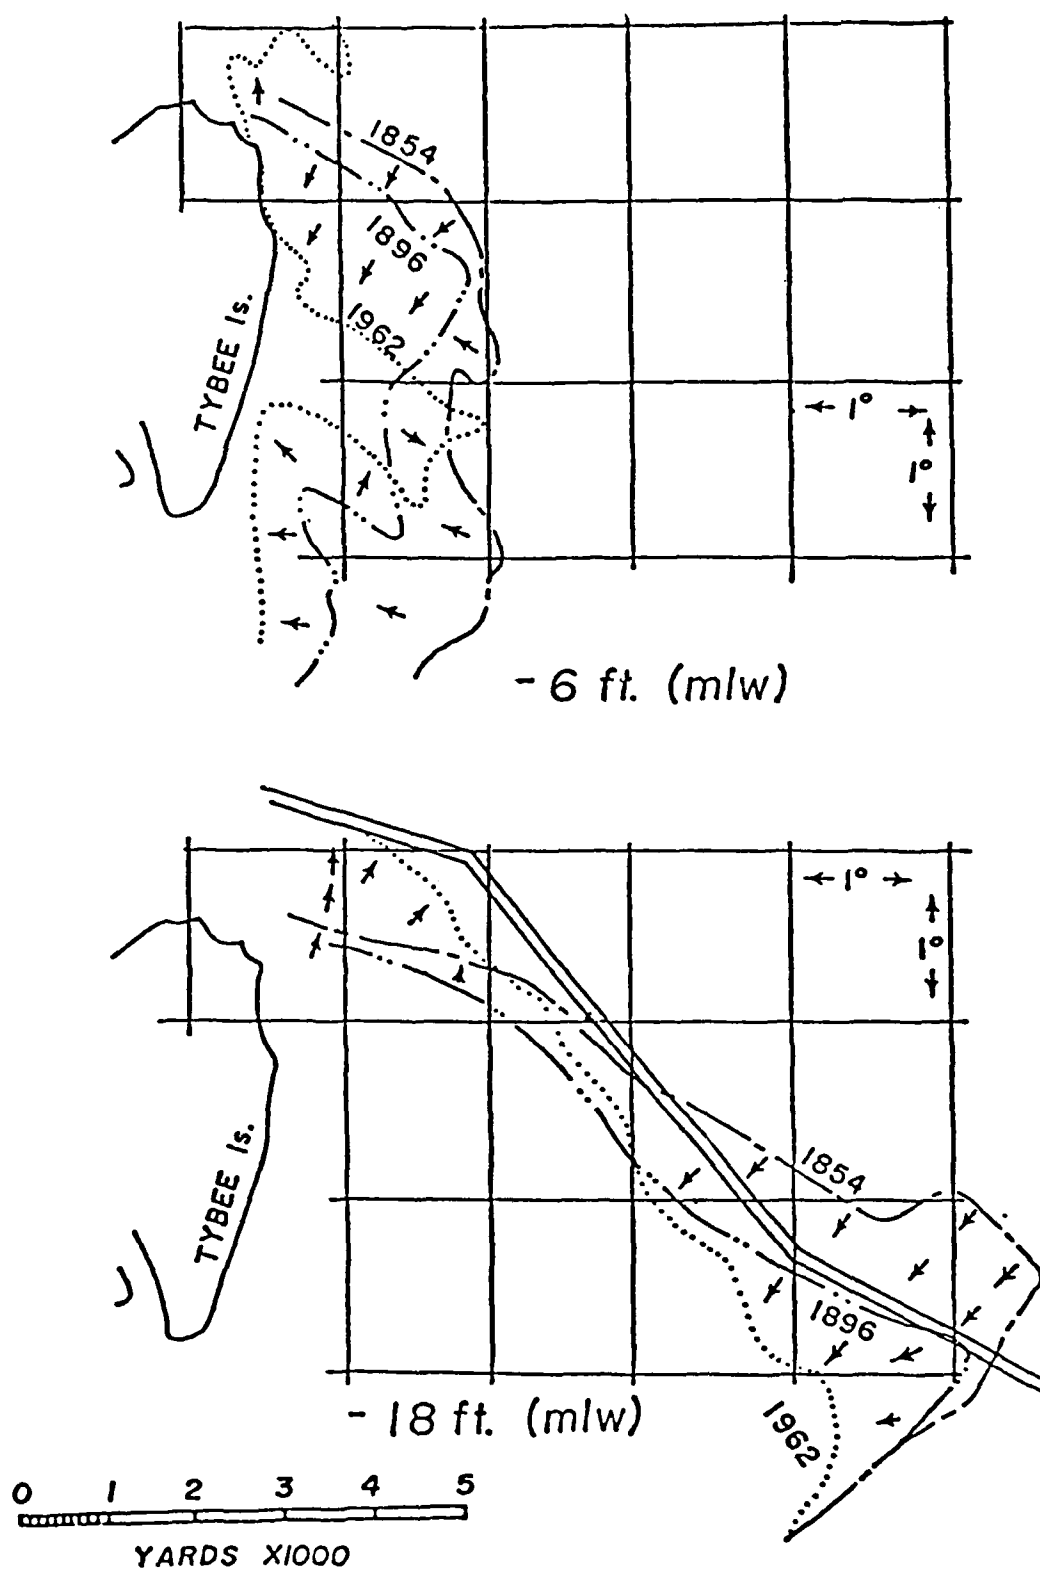 1854
1896
1962
TYBEE Is.
1°
1°
-6 ft. (mlw)
1°
1°
TYBEE Is.
1854
1896
1962
-18 ft. (mlw)
0 1 2 3 4 5
YARDS X1000